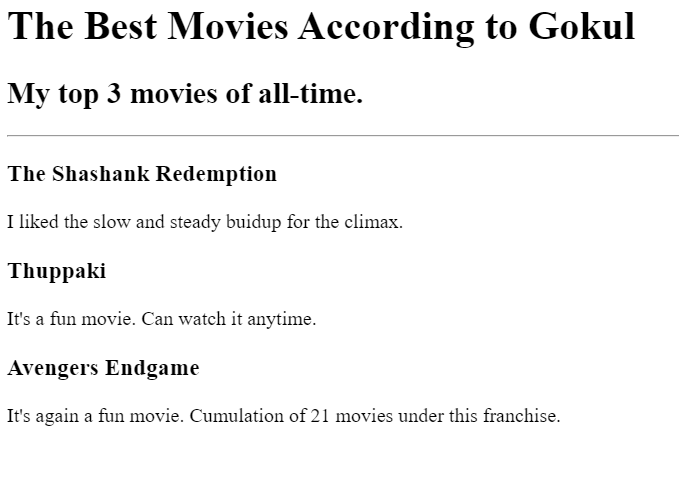 The Best Movies According to Gokul
My top 3 movies of all-time.
The Shashank Redemption
I liked the slow and steady buidup for the climax.
Thuppaki
It's a fun movie. Can watch it anytime.
Avengers Endgame
It's again a fun movie. Cumulation of 21 movies under this franchise.